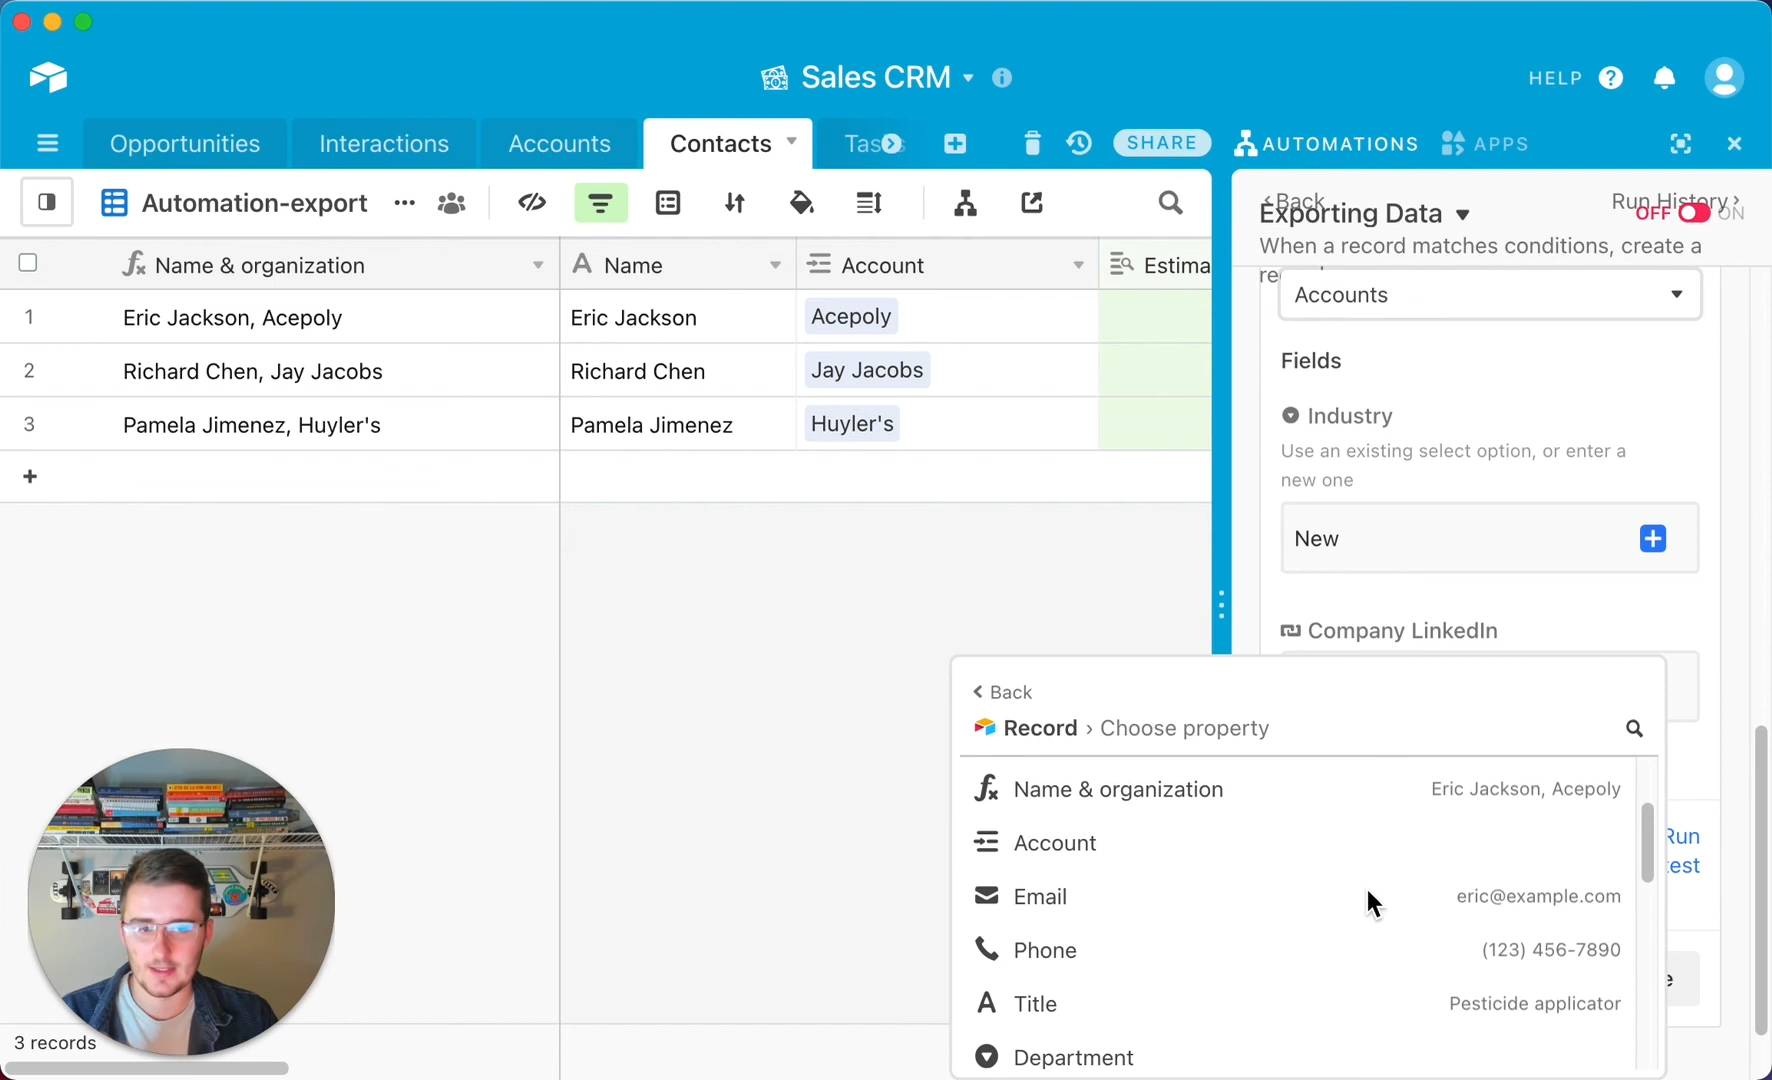 Sales CRM
HELP
Opportunities
Interactions
Accounts
Contacts
SHARE
AUTOMATIONS
APPS
Automation-export
Name & organization
Name
Account
Estima
1
Eric Jackson, Acepoly
Eric Jackson
Acepoly
2
Richard Chen, Jay Jacobs
Richard Chen
Jay Jacobs
3
Pamela Jimenez, Huyler's
Pamela Jimenez
Huyler's
3 records
Back
Run History
Exporting Data
OFF
ON
When a record matches conditions, create a
Accounts
Fields
Industry
Use an existing select option, or enter a
new one
New
Company LinkedIn
Back
Record › Choose property
Name & organization
Eric Jackson, Acepoly
Account
Email
eric@example.com
Phone
(123) 456-7890
Title
Pesticide applicator
Department
Run
test